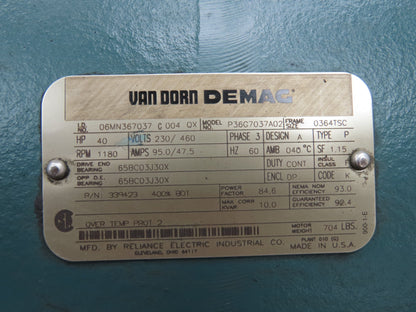 VAN DORN DEMAG
I.D. NO. 06MN367037 G 004 OX MODEL NO. P36G7037A02 FRAME SIZE 0364TSC
HP 40 VOLTS 230/460 PHASE 3 DESIGN A TYPE P
RPM 1180 AMPS 95.0/47.5 HZ 60 AMB 040°C SF 1.15
DRIVE END BEARING 65BC03J30X DUTY CONT INSUL CLASS F
OPP D.E. BEARING 65BC03J30X ENCL DP CODE K
P/N: 339423 400% BDT POWER FACTOR 84.6 NEMA NOM EFFICIENCY 93.0
MAX CORR KVAR 10.0 GUARANTEED EFFICIENCY 92.4
OVER TEMP PROT 2 MOTOR WEIGHT 704 LBS.
MFD. BY RELIANCE ELECTRIC INDUSTRIAL CO. PLANT MADE IN U.S.A.
CLEVELAND, OHIO 44117